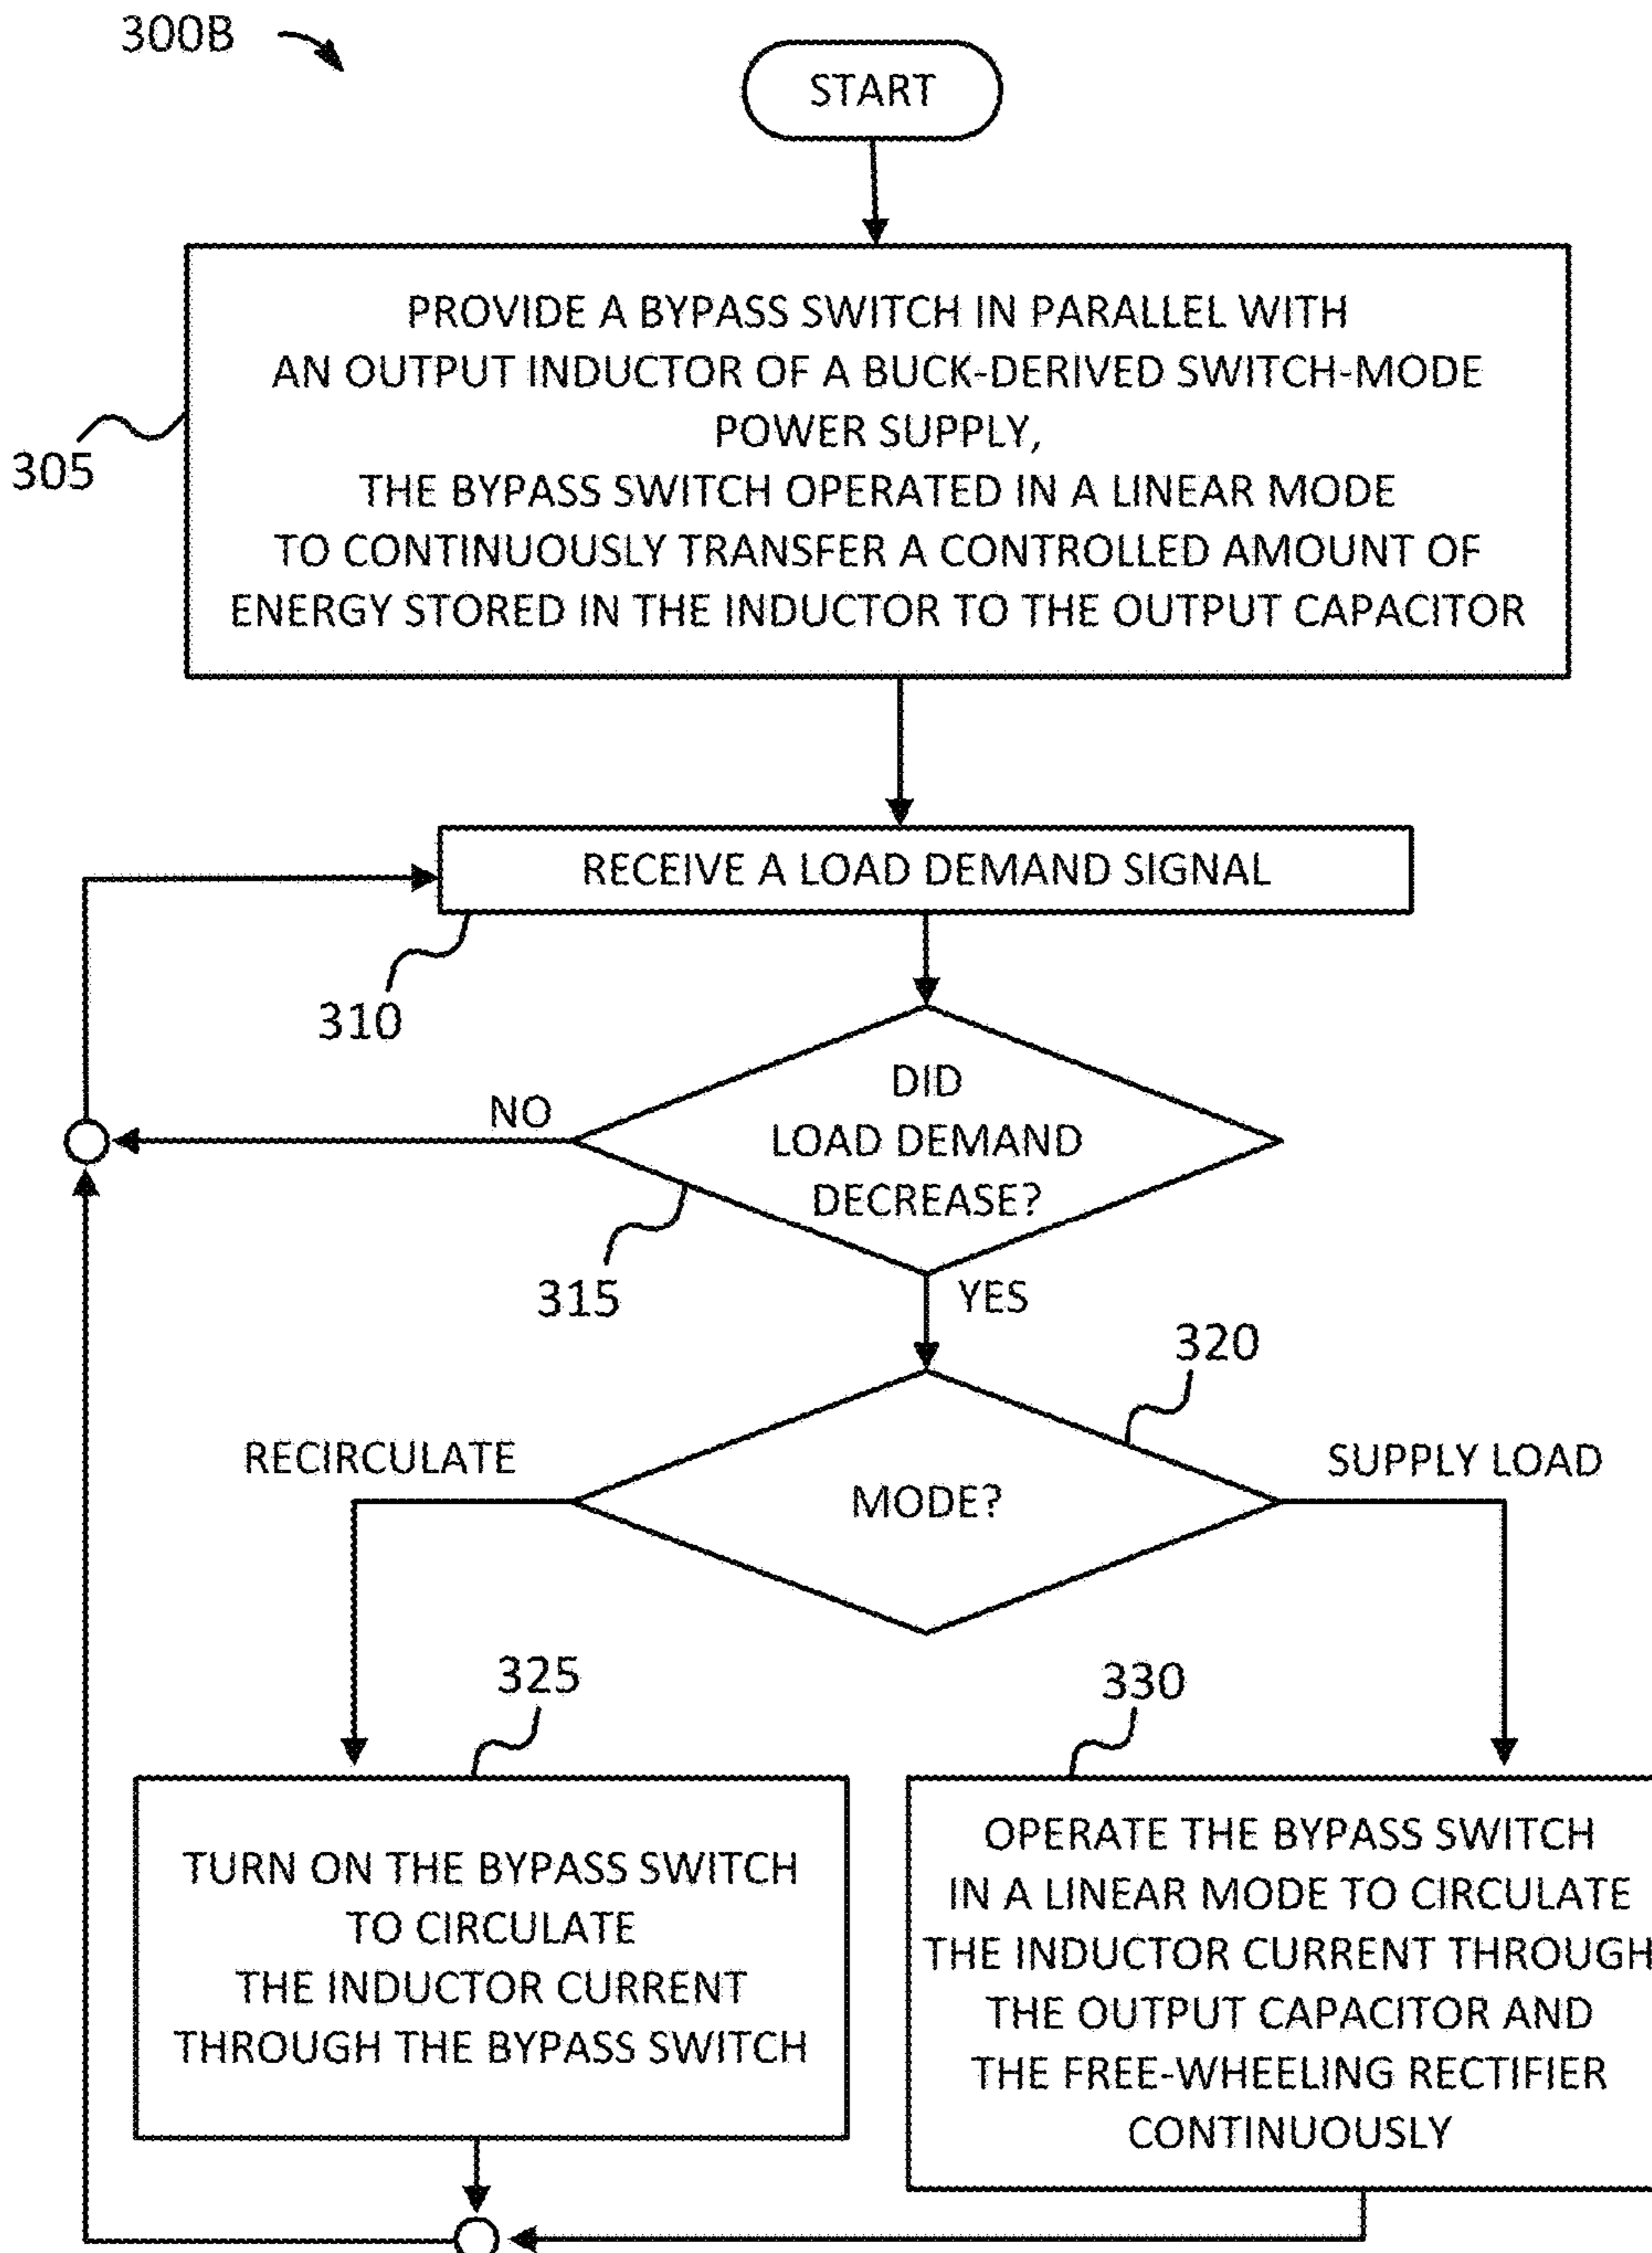 300B
START
PROVIDE A BYPASS SWITCH IN PARALLEL WITH
AN OUTPUT INDUCTOR OF A BUCK-DERIVED SWITCH-MODE
POWER SUPPLY,
THE BYPASS SWITCH OPERATED IN A LINEAR MODE
TO CONTINUOUSLY TRANSFER A CONTROLLED AMOUNT OF
ENERGY STORED IN THE INDUCTOR TO THE OUTPUT CAPACITOR
305
RECEIVE A LOAD DEMAND SIGNAL
310
DID
LOAD DEMAND
DECREASE?
NO
315
YES
320
RECIRCULATE
MODE?
SUPPLY LOAD
325
TURN ON THE BYPASS SWITCH
TO CIRCULATE
THE INDUCTOR CURRENT
THROUGH THE BYPASS SWITCH
330
OPERATE THE BYPASS SWITCH
IN A LINEAR MODE TO CIRCULATE
THE INDUCTOR CURRENT THROUGH
THE OUTPUT CAPACITOR AND
THE FREE-WHEELING RECTIFIER
CONTINUOUSLY